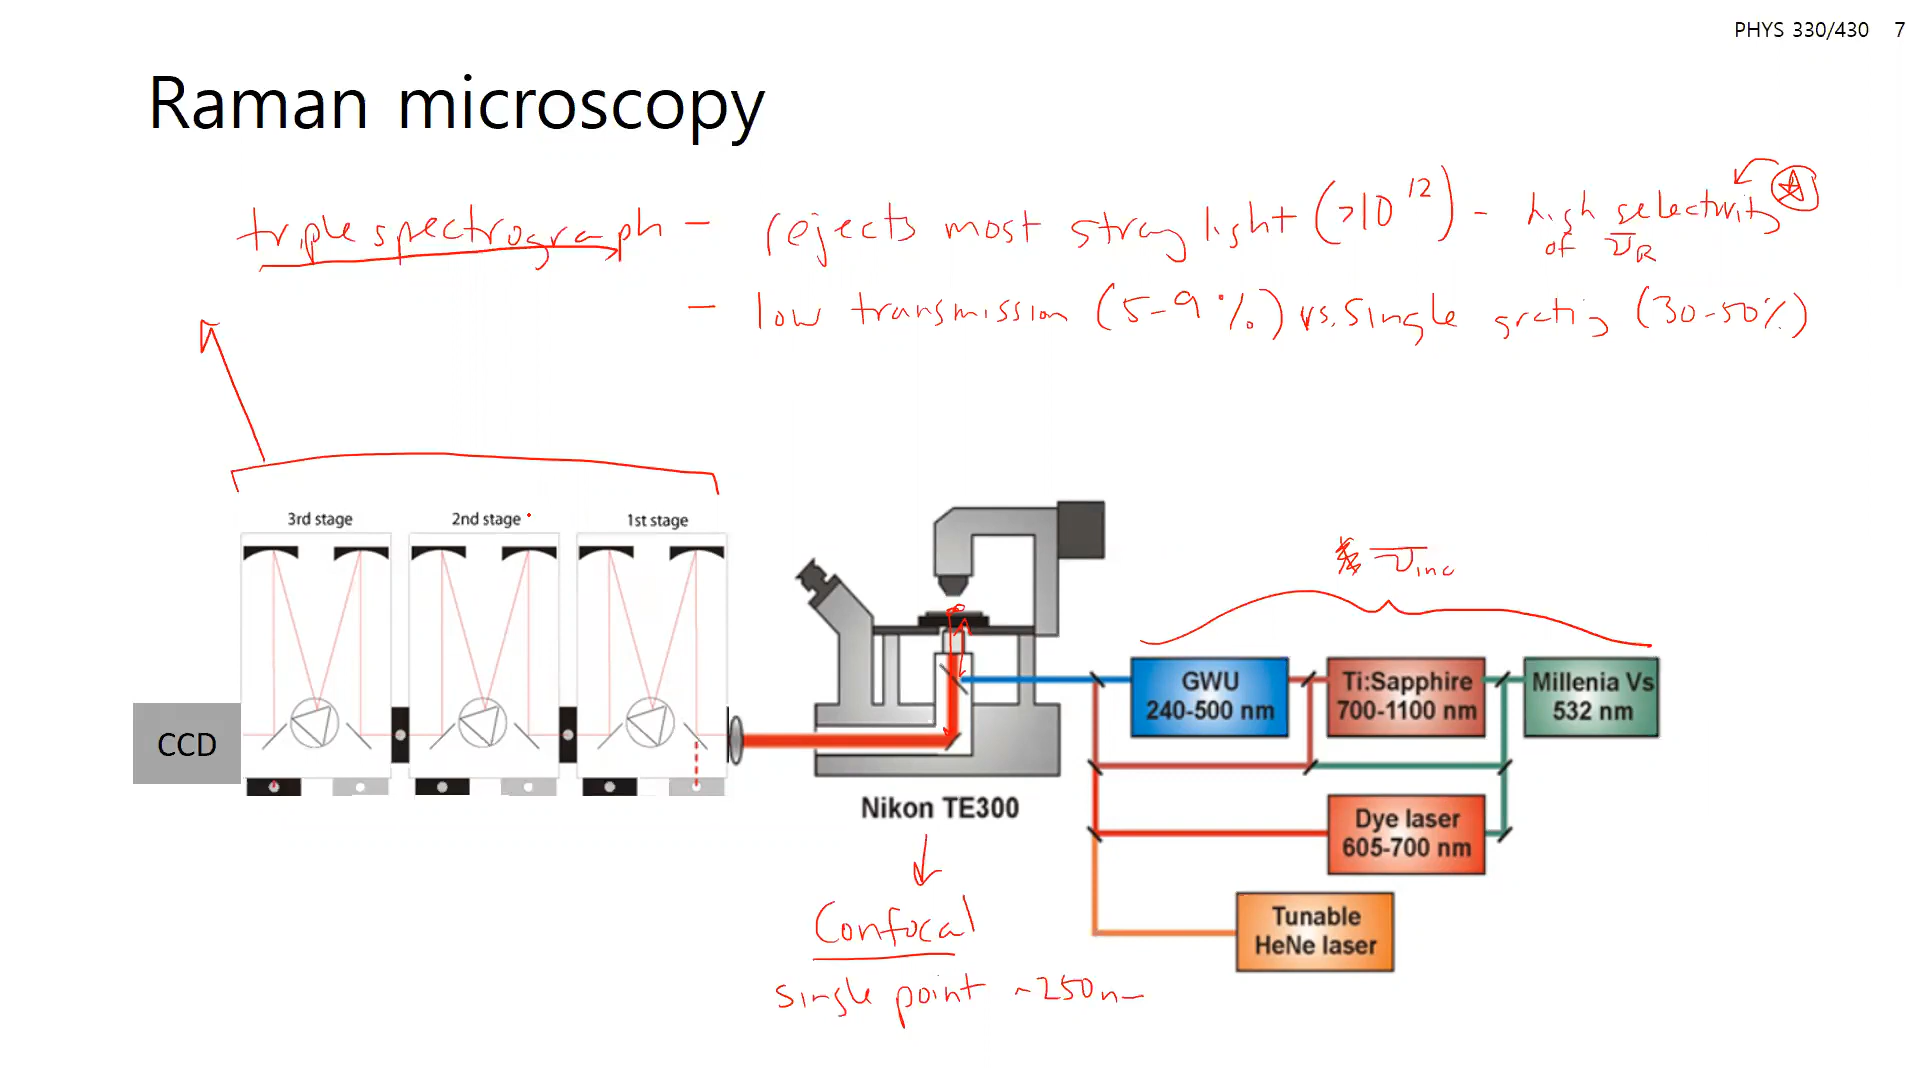 PHYS 330/430 7
Raman microscopy
triple spectrograph - rejects most stray light (>10¹²) - high selectivity
of ν̅R
- low transmission (5-9%) vs. single grating (30-50%)
3rd stage 2nd stage 1st stage
ν̅inc
GWU
240-500 nm
Ti:Sapphire
700-1100 nm
Millenia Vs
532 nm
CCD
Nikon TE300
Dye laser
605-700 nm
Confocal
single point ~250nm
Tunable
HeNe laser